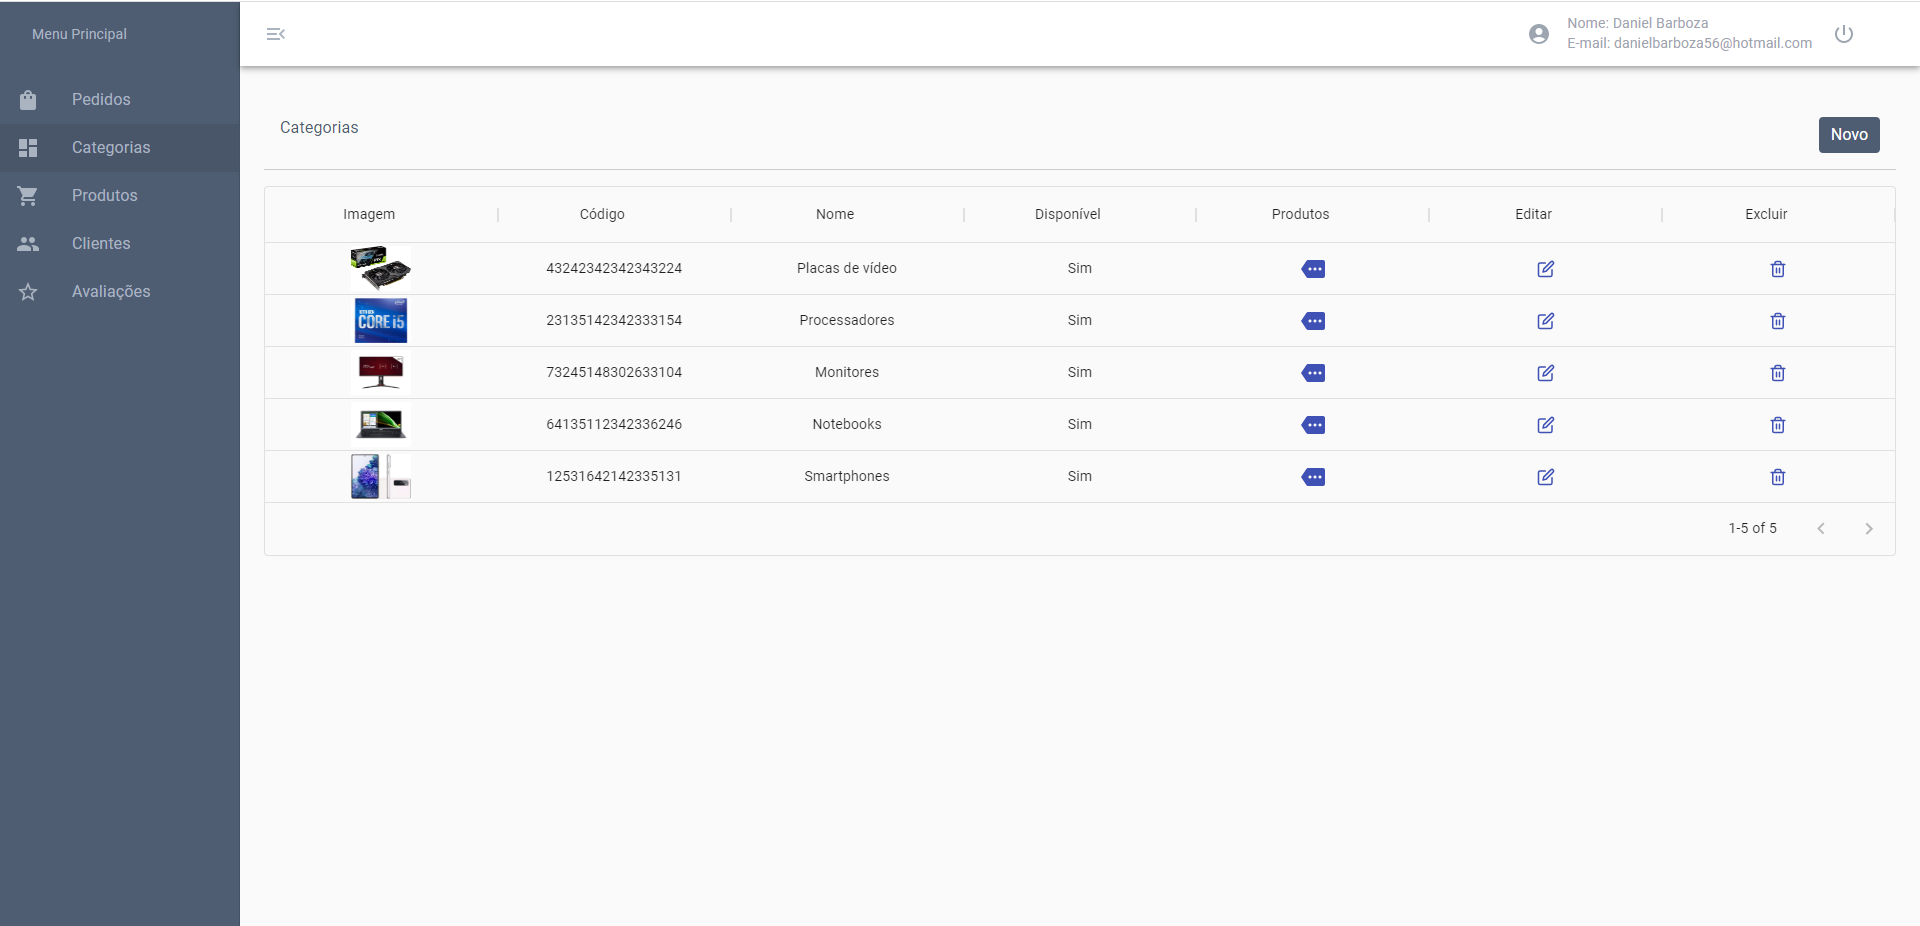 Menu Principal
Nome: Daniel Barboza
E-mail: danielbarboza56@hotmail.com
Pedidos
Categorias
Produtos
Clientes
Avaliações
Categorias
Novo
Imagem Código Nome Disponível Produtos Editar Excluir
43242342342343224 Placas de vídeo Sim
CORE i5 23135142342333154 Processadores Sim
73245148302633104 Monitores Sim
64135112342336246 Notebooks Sim
12531642142335131 Smartphones Sim
1-5 of 5